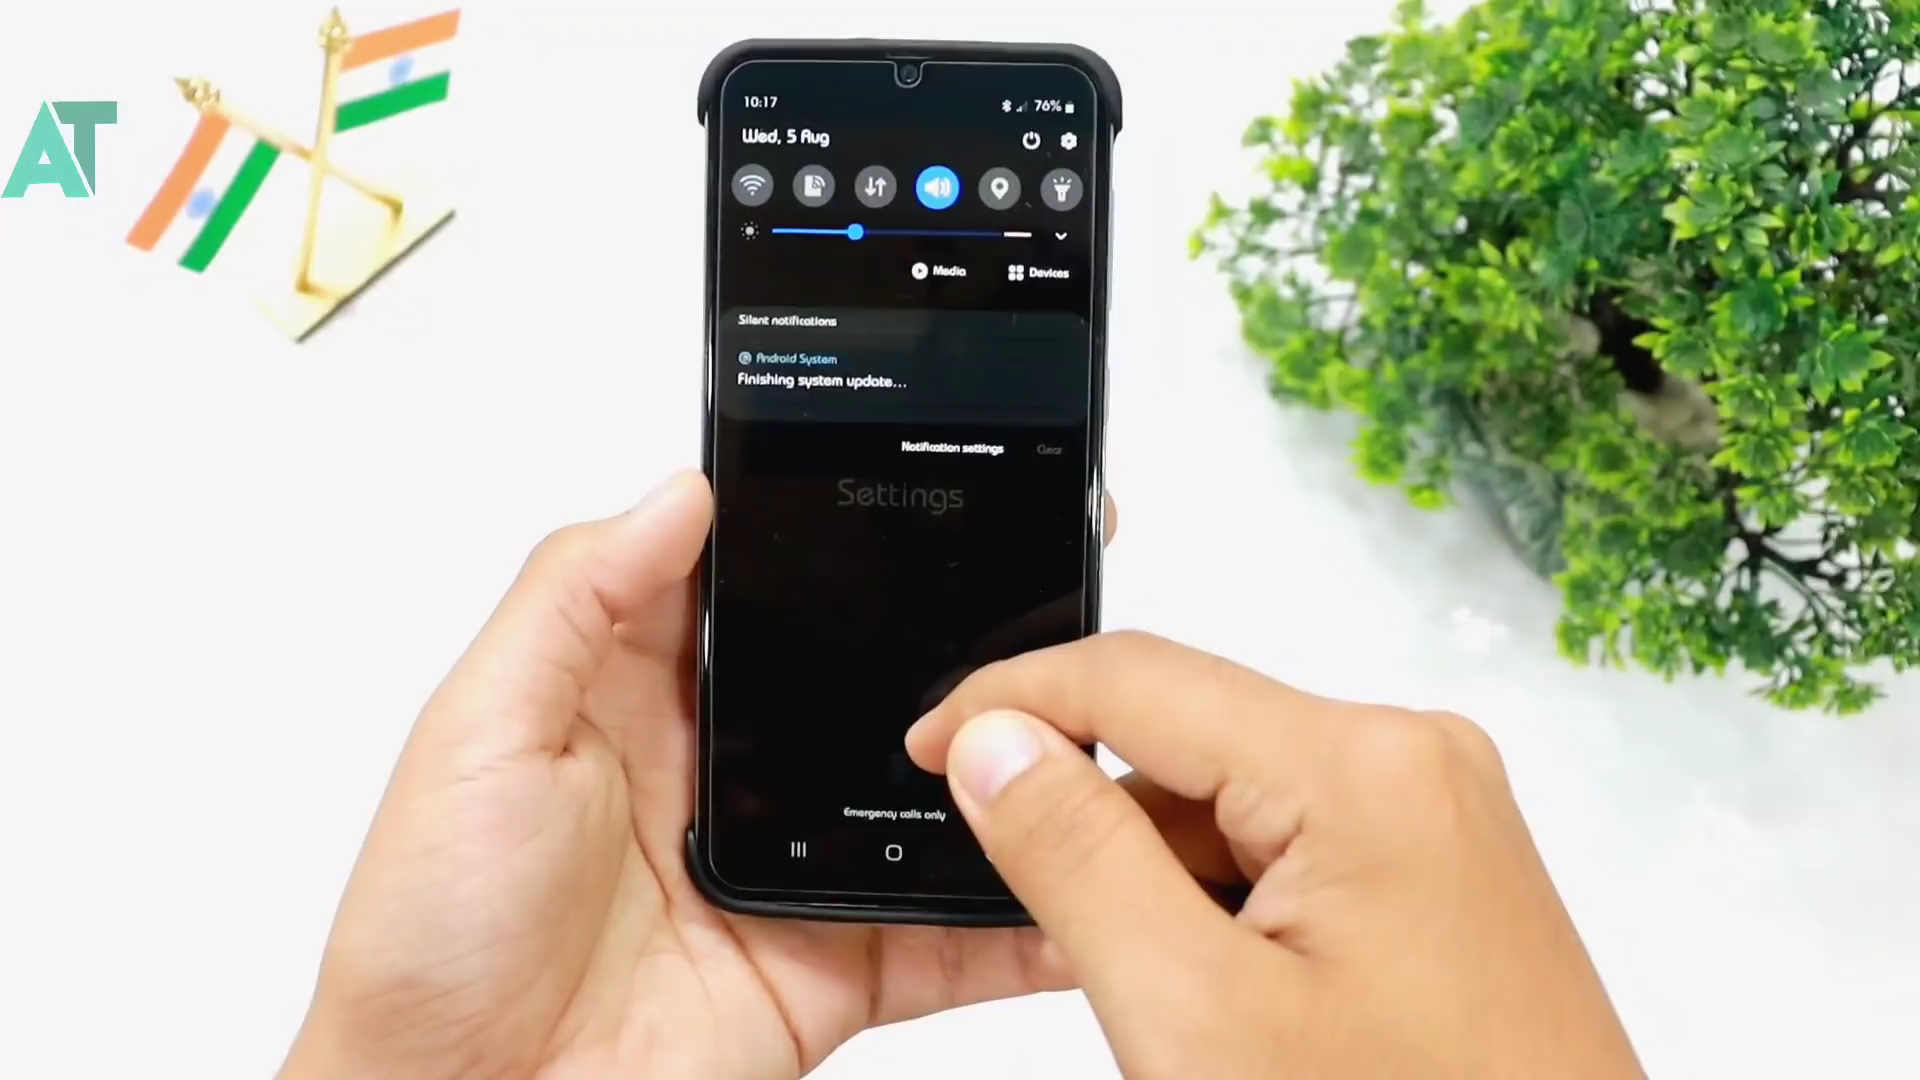 AT
10:17
76%
Wed, 5 Aug
Media
Devices
Silent notifications
Android System
Finishing system update...
Notification settings
Clear
Settings
Emergency calls only